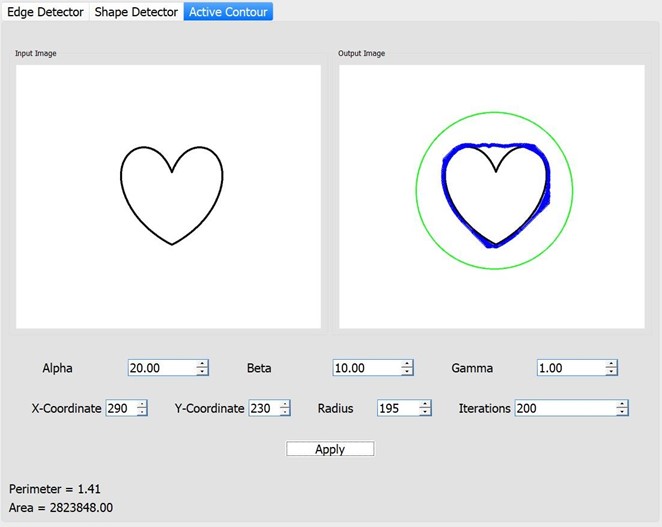 Edge Detector Shape Detector Active Contour
Input Image Output Image
Alpha 20.00 Beta 10.00 Gamma 1.00
X-Coordinate 290 Y-Coordinate 230 Radius 195 Iterations 200
Apply
Perimeter = 1.41
Area = 2823848.00